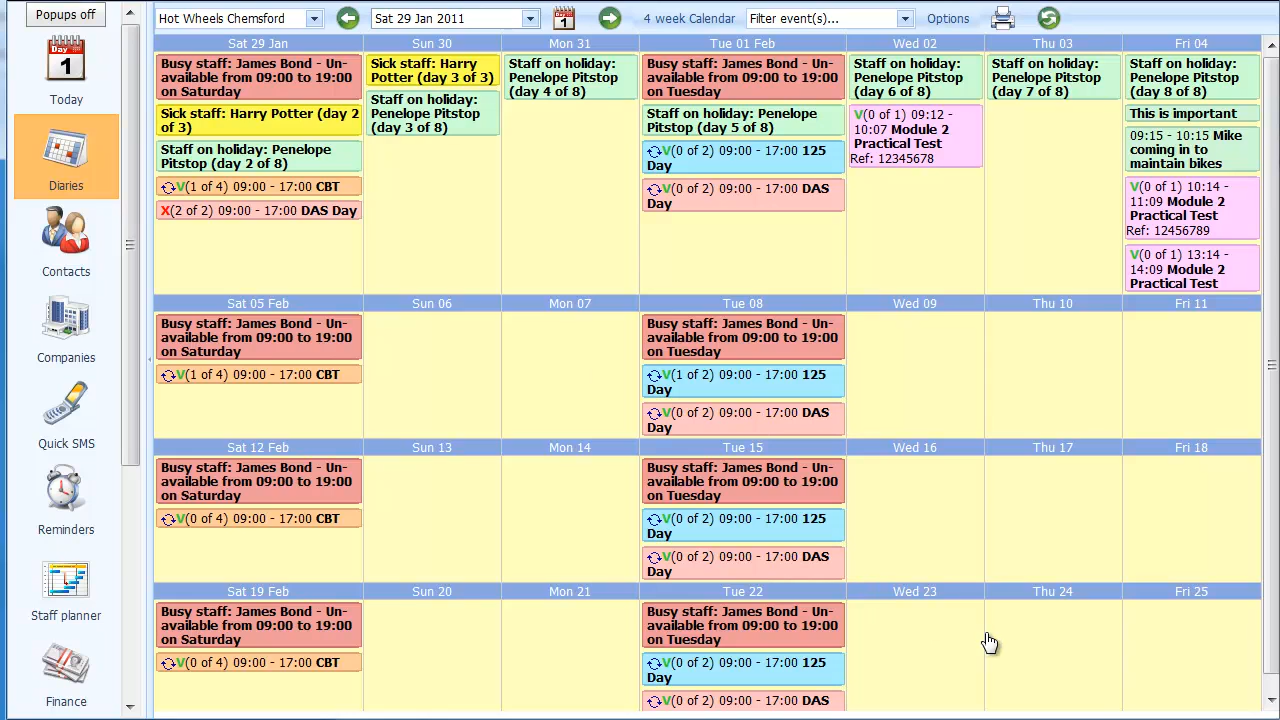 Popups off
Day
1
Today
Diaries
Contacts
Companies
Quick SMS
Reminders
Staff planner
Finance
Hot Wheels Chemsford
Sat 29 Jan 2011
Day
1
4 week Calendar
Filter event(s)...
Options
Sat 29 Jan
Sun 30
Mon 31
Tue 01 Feb
Wed 02
Thu 03
Fri 04
Busy staff: James Bond - Un-
available from 09:00 to 19:00
on Saturday
Sick staff: Harry Potter (day 2
of 3)
Staff on holiday: Penelope
Pitstop (day 2 of 8)
V(1 of 4) 09:00 - 17:00 CBT
X(2 of 2) 09:00 - 17:00 DAS Day
Sick staff: Harry
Potter (day 3 of 3)
Staff on holiday:
Penelope Pitstop
(day 3 of 8)
Staff on holiday:
Penelope Pitstop
(day 4 of 8)
Busy staff: James Bond - Un-
available from 09:00 to 19:00
on Tuesday
Staff on holiday: Penelope
Pitstop (day 5 of 8)
V(0 of 2) 09:00 - 17:00 125
Day
V(0 of 2) 09:00 - 17:00 DAS
Day
Staff on holiday:
Penelope Pitstop
(day 6 of 8)
V(0 of 1) 09:12 -
10:07 Module 2
Practical Test
Ref: 12345678
Staff on holiday:
Penelope Pitstop
(day 7 of 8)
Staff on holiday:
Penelope Pitstop
(day 8 of 8)
This is important
09:15 - 10:15 Mike
coming in to
maintain bikes
V(0 of 1) 10:14 -
11:09 Module 2
Practical Test
Ref: 12456789
V(0 of 1) 13:14 -
14:09 Module 2
Practical Test
Sat 05 Feb
Sun 06
Mon 07
Tue 08
Wed 09
Thu 10
Fri 11
Busy staff: James Bond - Un-
available from 09:00 to 19:00
on Saturday
V(1 of 4) 09:00 - 17:00 CBT
Busy staff: James Bond - Un-
available from 09:00 to 19:00
on Tuesday
V(1 of 2) 09:00 - 17:00 125
Day
V(0 of 2) 09:00 - 17:00 DAS
Day
Sat 12 Feb
Sun 13
Mon 14
Tue 15
Wed 16
Thu 17
Fri 18
Busy staff: James Bond - Un-
available from 09:00 to 19:00
on Saturday
V(0 of 4) 09:00 - 17:00 CBT
Busy staff: James Bond - Un-
available from 09:00 to 19:00
on Tuesday
V(0 of 2) 09:00 - 17:00 125
Day
V(0 of 2) 09:00 - 17:00 DAS
Day
Sat 19 Feb
Sun 20
Mon 21
Tue 22
Wed 23
Thu 24
Fri 25
Busy staff: James Bond - Un-
available from 09:00 to 19:00
on Saturday
V(0 of 4) 09:00 - 17:00 CBT
Busy staff: James Bond - Un-
available from 09:00 to 19:00
on Tuesday
V(0 of 2) 09:00 - 17:00 125
Day
V(0 of 2) 09:00 - 17:00 DAS